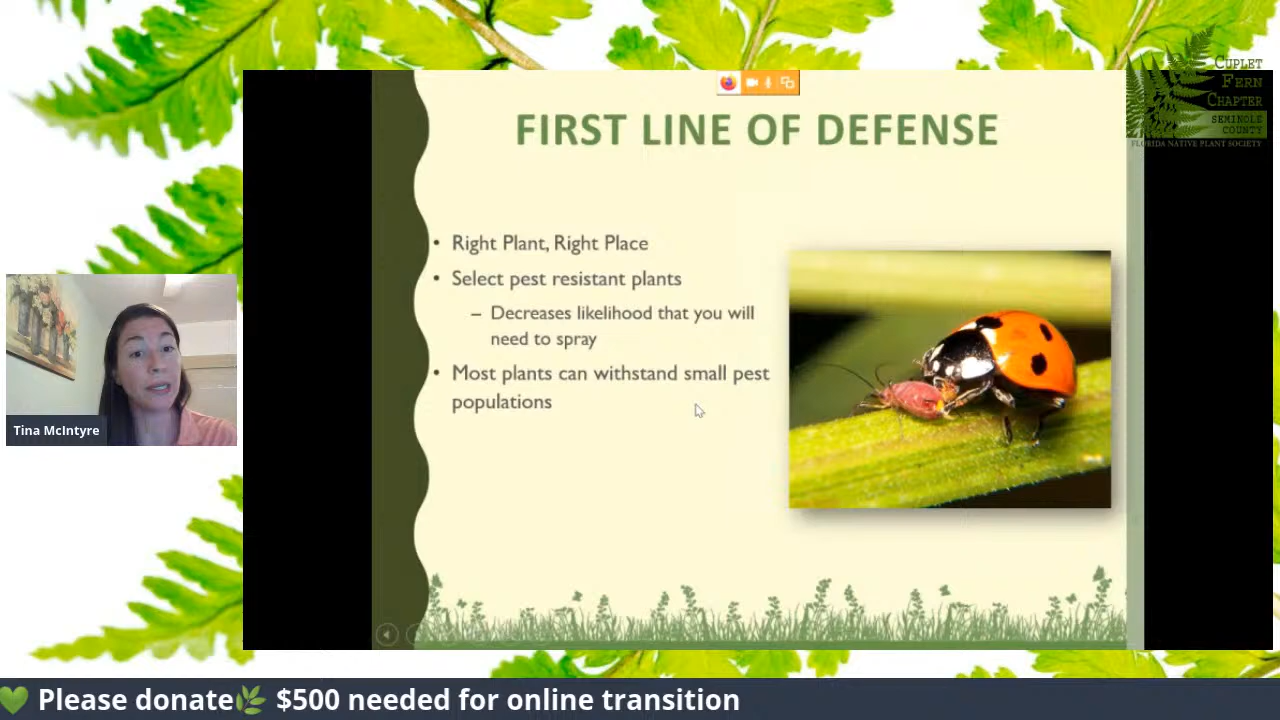 CUPLET
FERN
CHAPTER
SEMINOLE
COUNTY
FLORIDA NATIVE PLANT SOCIETY
FIRST LINE OF DEFENSE
• Right Plant, Right Place
• Select pest resistant plants
– Decreases likelihood that you will
need to spray
• Most plants can withstand small pest
populations
Tina McIntyre
💚 Please donate🌿 $500 needed for online transition